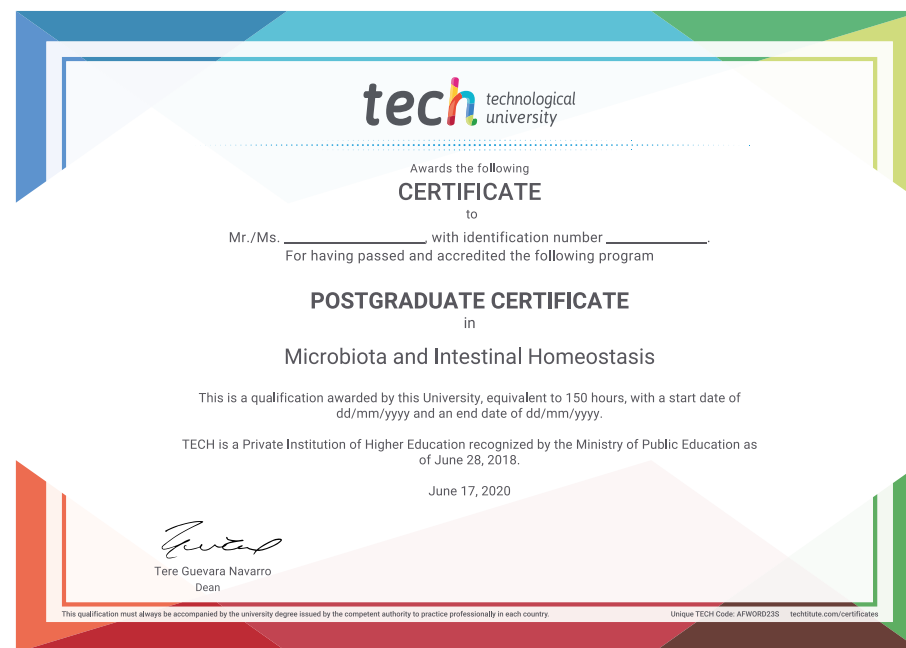 tech technological
university
Awards the following
CERTIFICATE
to
Mr./Ms. ____________________, with identification number ______________.
For having passed and accredited the following program
POSTGRADUATE CERTIFICATE
in
Microbiota and Intestinal Homeostasis
This is a qualification awarded by this University, equivalent to 150 hours, with a start date of
dd/mm/yyyy and an end date of dd/mm/yyyy.
TECH is a Private Institution of Higher Education recognized by the Ministry of Public Education as
of June 28, 2018.
June 17, 2020
Tere Guevara Navarro
Dean
This qualification must always be accompanied by the university degree issued by the competent authority to practice professionally in each country. Unique TECH Code: AFWORD23S techtitute.com/certificates